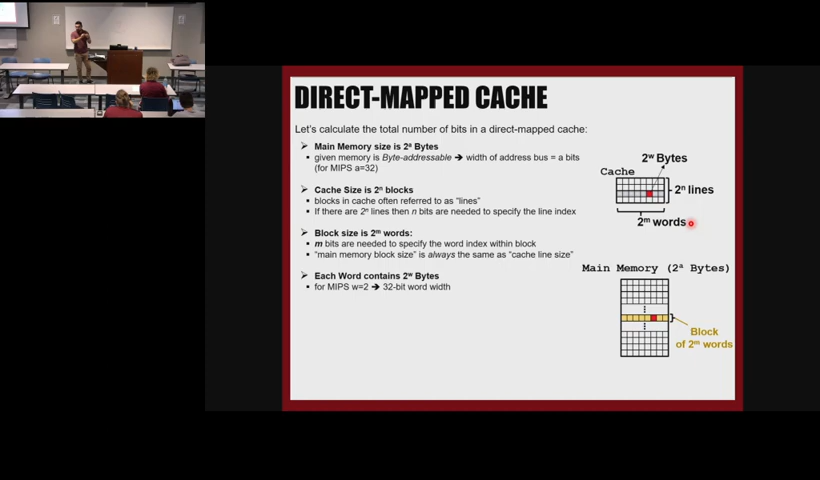 DIRECT-MAPPED CACHE
Let's calculate the total number of bits in a direct-mapped cache:
➤ Main Memory size is 2ᵃ Bytes
▪ given memory is Byte-addressable ➔ width of address bus = a bits
(for MIPS a=32)
➤ Cache Size is 2ⁿ blocks
▪ blocks in cache often referred to as "lines"
▪ If there are 2ⁿ lines then n bits are needed to specify the line index
➤ Block size is 2ᵐ words:
▪ m bits are needed to specify the word index within block
▪ "main memory block size" is always the same as "cache line size"
➤ Each Word contains 2ʷ Bytes
▪ for MIPS w=2 ➔ 32-bit word width
2ʷ Bytes
Cache
2ⁿ lines
2ᵐ words
Main Memory (2ᵃ Bytes)
Block
of 2ᵐ words